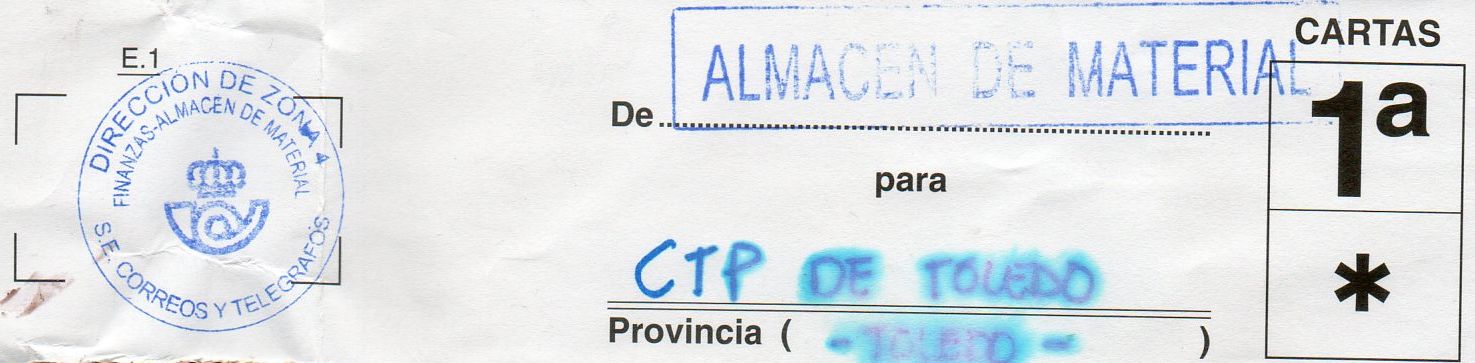 E.1
DIRECCIÓN DE ZONA 4
FINANZAS-ALMACEN DE MATERIAL
S.E. CORREOS Y TELEGRAFOS
ALMACEN DE MATERIAL
De
para
CTP DE TOLEDO
Provincia ( - TOLEDO - )
CARTAS
1ª
*